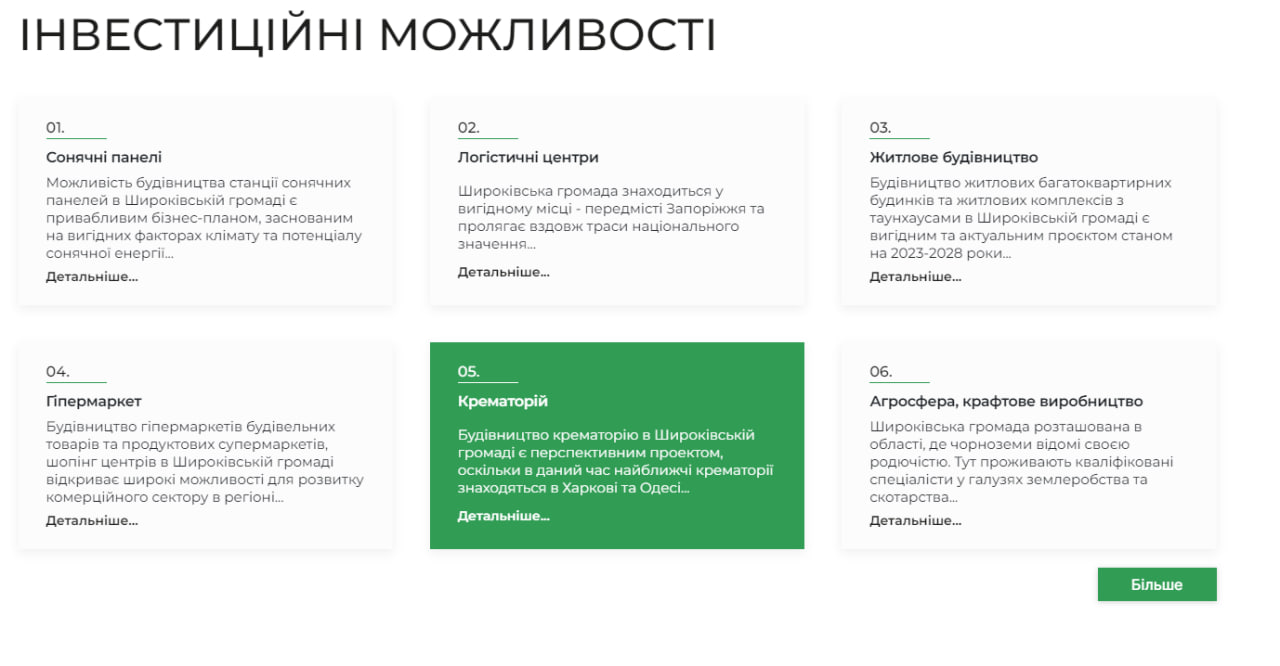 ІНВЕСТИЦІЙНІ МОЖЛИВОСТІ
01.
Сонячні панелі
Можливість будівництва станції сонячних
панелей в Широківській громаді є
привабливим бізнес-планом, заснованим
на вигідних факторах клімату та потенціалу
сонячної енергії...
Детальніше...
02.
Логістичні центри
Широківська громада знаходиться у
вигідному місці - передмісті Запоріжжя та
пролягає вздовж траси національного
значення...
Детальніше...
03.
Житлове будівництво
Будівництво житлових багатоквартирних
будинків та житлових комплексів з
таунхаусами в Широківській громаді є
вигідним та актуальним проєктом станом
на 2023-2028 роки...
Детальніше...
04.
Гіпермаркет
Будівництво гіпермаркетів будівельних
товарів та продуктових супермаркетів,
шопінг центрів в Широківській громаді
відкриває широкі можливості для розвитку
комерційного сектору в регіоні...
Детальніше...
05.
Крематорій
Будівництво крематорію в Широківській
громаді є перспективним проектом,
оскільки в даний час найближчі крематорії
знаходяться в Харкові та Одесі...
Детальніше...
06.
Агросфера, крафтове виробництво
Широківська громада розташована в
області, де чорноземи відомі своєю
родючістю. Тут проживають кваліфіковані
спеціалісти у галузях землеробства та
скотарства...
Детальніше...
Більше